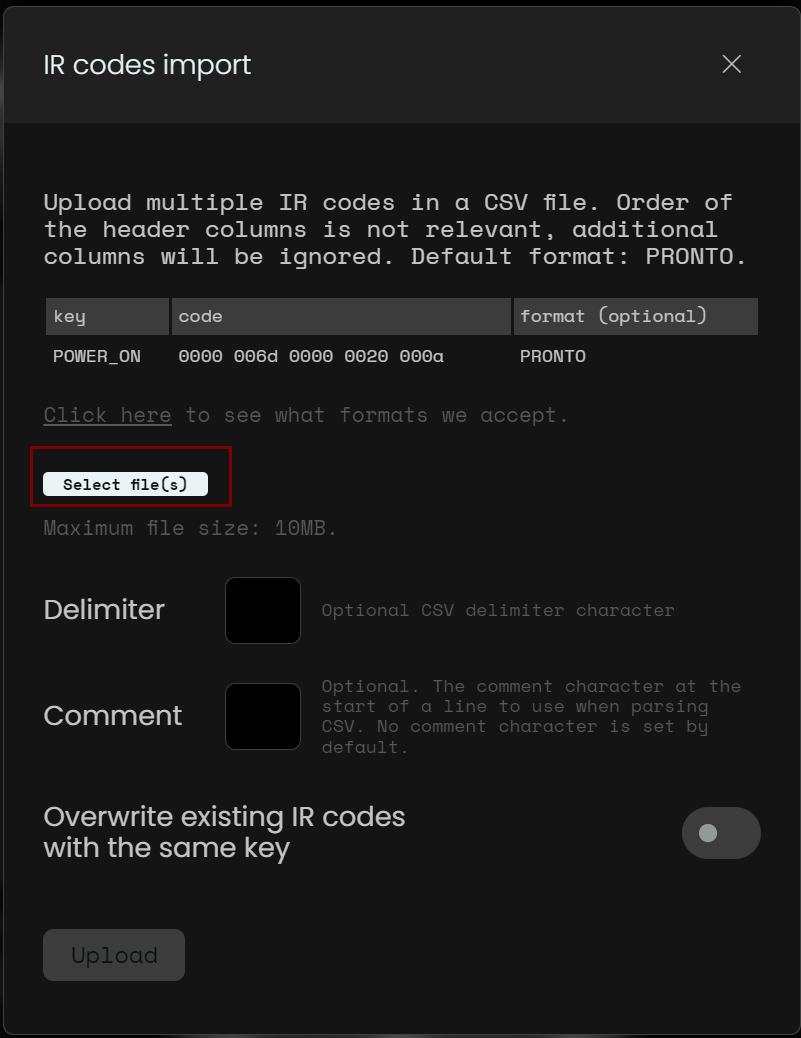 IR codes import
Upload multiple IR codes in a CSV file. Order of
the header columns is not relevant, additional
columns will be ignored. Default format: PRONTO.
key code format (optional)
POWER_ON 0000 006d 0000 0020 000a PRONTO
Click here to see what formats we accept.
Select file(s)
Maximum file size: 10MB.
Delimiter
Optional CSV delimiter character
Comment
Optional. The comment character at the
start of a line to use when parsing
CSV. No comment character is set by
default.
Overwrite existing IR codes
with the same key
Upload